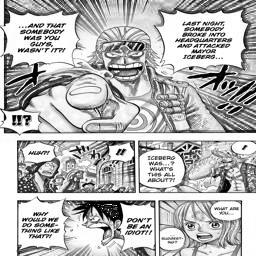 LAST NIGHT,
SOMEBODY
BROKE INTO
HEADQUARTERS
AND ATTACKED
MAYOR
ICEBERG...
...AND THAT
SOMEBODY
WAS YOU
GUYS,
WASN'T IT?!
!!?
!
ICEBERG
WAS...?
WHAT'S
THIS ALL
ABOUT?!
!!
HUH?!
WHAT ARE
YOU...
SUGGEST-
ING?
DON'T
BE AN
IDIOT!!
WHY
WOULD WE
DO SOME-
THING LIKE
THAT?!